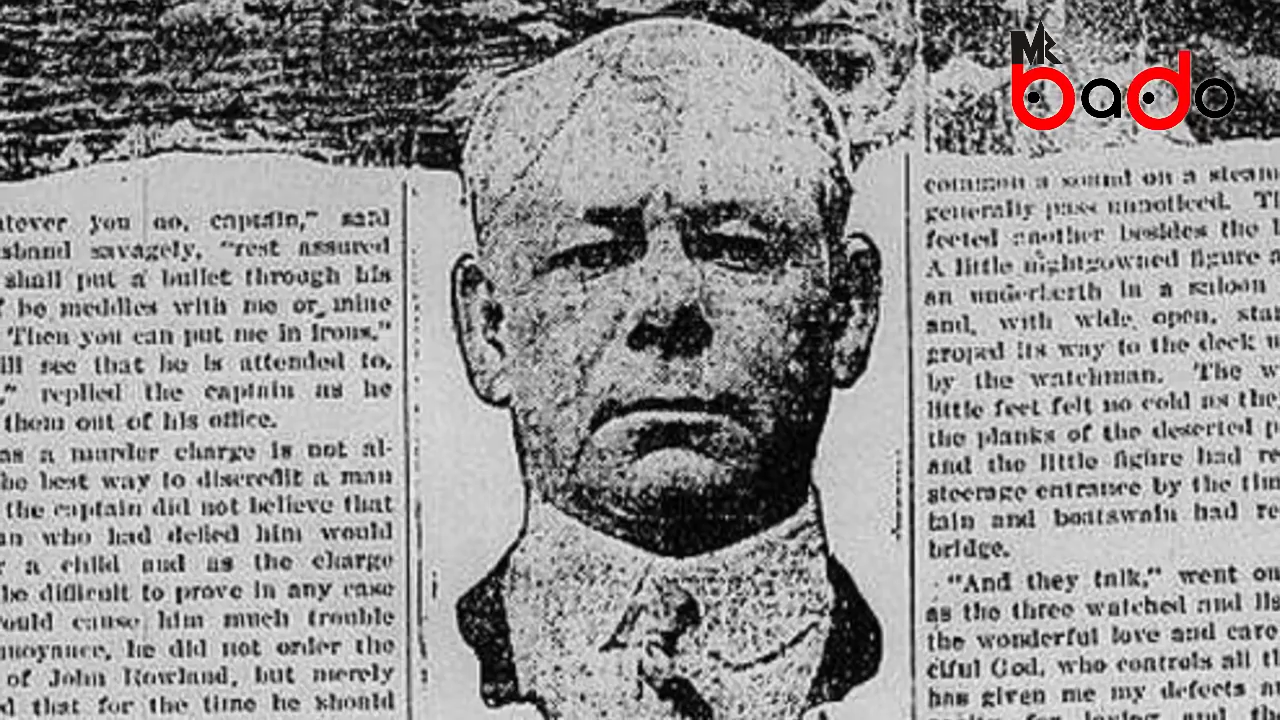 MR
bado
you do, captain," said
sband savagely, "rest assured
shall put a bullet through his
he meddles with me or mine
Then you can put me in irons."
ill see that he is attended to,
" replied the captain as he
them out of his office.
as a murder charge is not al-
he best way to discredit a man
the captain did not believe that
an who had defied him would
a child and as the charge
be difficult to prove in any case
ould cause him much trouble
noyance, he did not order the
of John Rowland, but merely
d that for the time he should
common a sound on a steam
generally pass unnoticed. T
fected another besides the
A little nightgowned figure a
an underberth in a saloon
and, with wide, open, sta
groped its way to the deck u
by the watchman. The w
little feet felt no cold as the
the planks of the deserted p
and the little figure had re
steerage entrance by the tim
tain and boatswain had re
bridge.
"And they talk," went on
as the three watched and lis
the wonderful love and care
ciful God, who controls all t
has given me my defects a
for loving and the